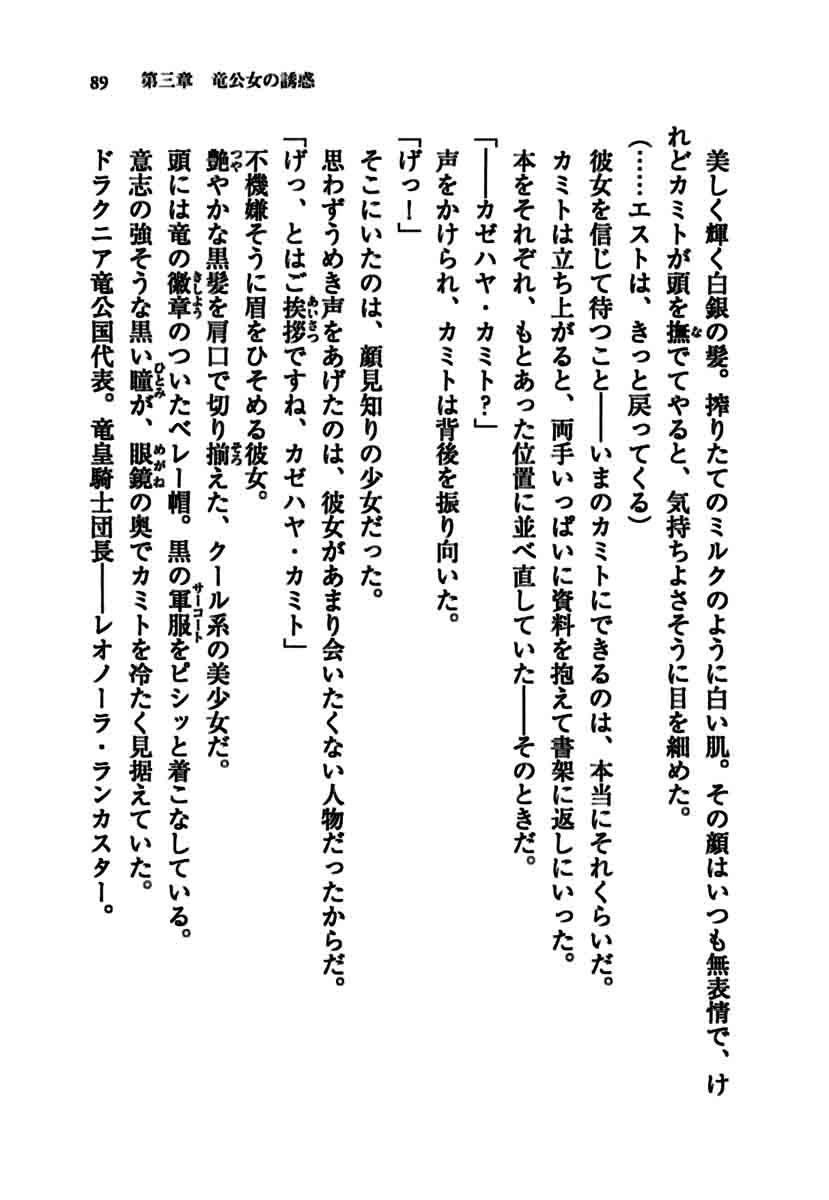 89　第三章　竜公女の誘惑
　美しく輝く白銀の髪。搾りたてのミルクのように白い肌。その顔はいつも無表情で、け
れどカミトが頭を撫でてやると、気持ちよさそうに目を細めた。
（……エストは、きっと戻ってくる）
　彼女を信じて待つこと――いまのカミトにできるのは、本当にそれくらいだ。
　カミトは立ち上がると、両手いっぱいに資料を抱えて書架に返しにいった。
　本をそれぞれ、もとあった位置に並べ直していた――そのときだ。
「――カゼハヤ・カミト？」
　声をかけられ、カミトは背後を振り向いた。
「げっ！」
　そこにいたのは、顔見知りの少女だった。
　思わずうめき声をあげたのは、彼女があまり会いたくない人物だったからだ。
「げっ、とはご挨拶ですね、カゼハヤ・カミト」
　不機嫌そうに眉をひそめる彼女。
　艶やかな黒髪を肩口で切り揃えた、クール系の美少女だ。
　頭には竜の徽章のついたベレー帽。黒の軍服をピシッと着こなしている。
　意志の強そうな黒い瞳が、眼鏡の奥でカミトを冷たく見据えていた。
　ドラクニア竜公国代表。竜皇騎士団長――レオノーラ・ランカスター。